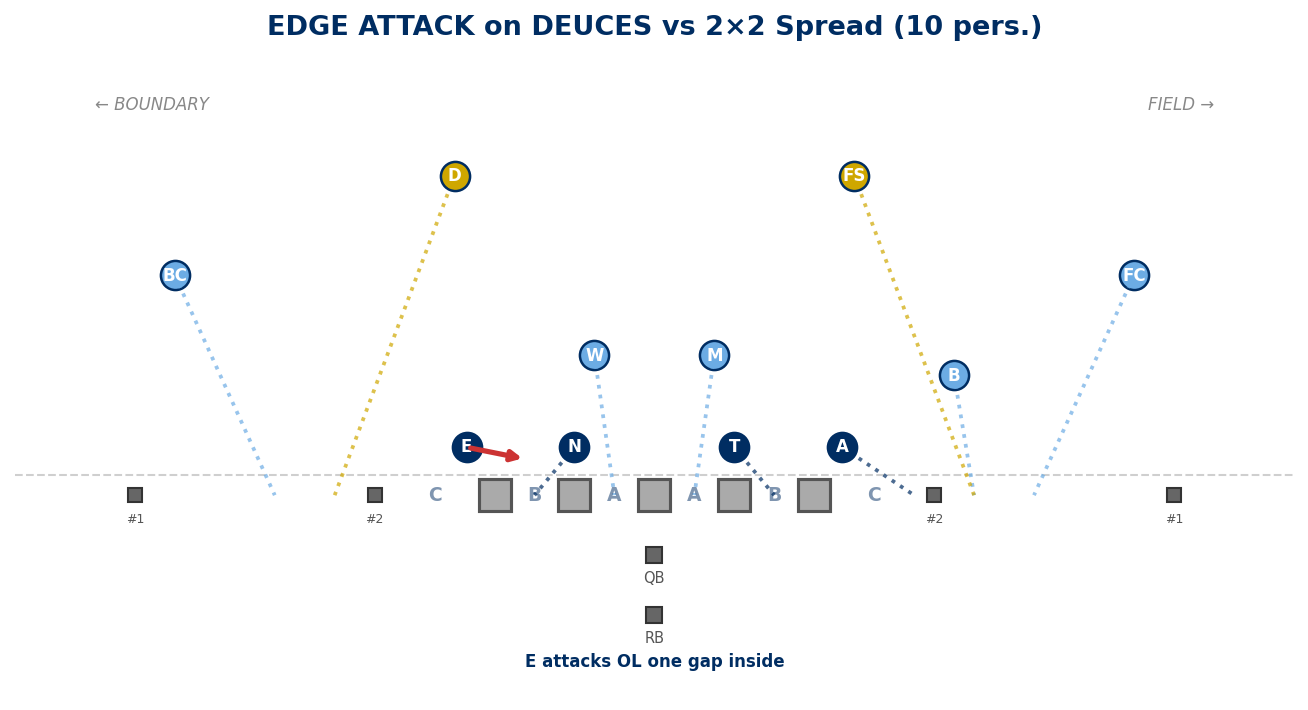 EDGE ATTACK on DEUCES vs 2×2 Spread (10 pers.)
← BOUNDARY
FIELD →
D
FS
BC
FC
W
M
B
E
N
T
A
C
B
A
A
B
C
#1
#2
#2
#1
QB
RB
E attacks OL one gap inside